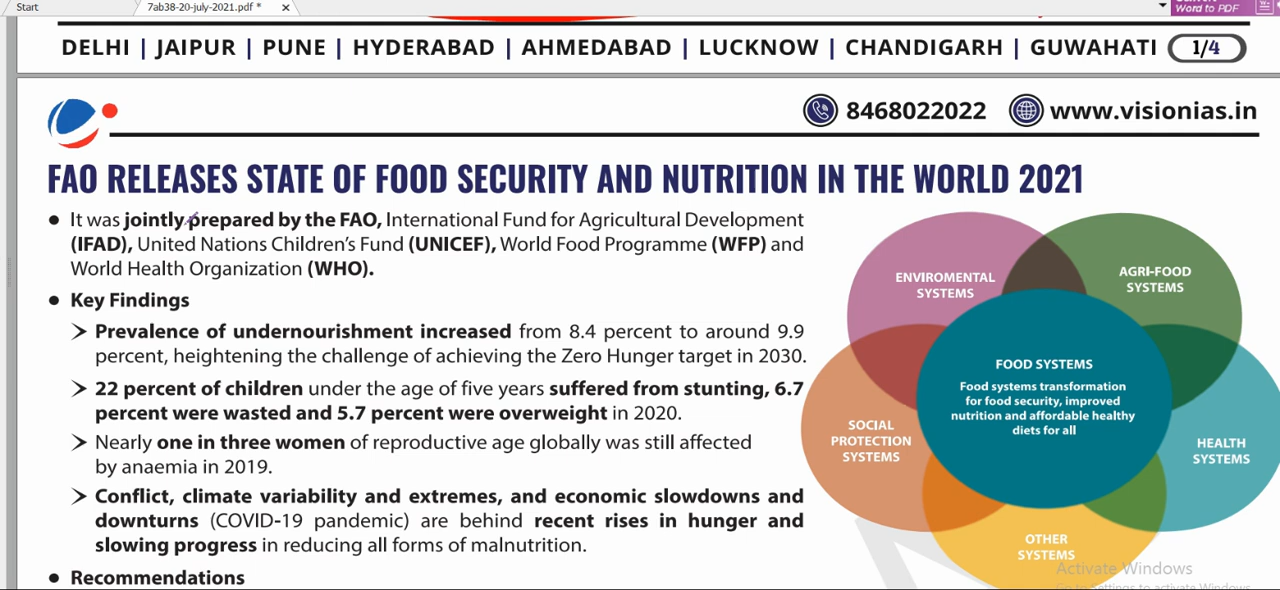 Start
7ab38-20-july-2021.pdf *
Word to PDF
DELHI | JAIPUR | PUNE | HYDERABAD | AHMEDABAD | LUCKNOW | CHANDIGARH | GUWAHATI
1/4
8468022022
www.visionias.in
FAO RELEASES STATE OF FOOD SECURITY AND NUTRITION IN THE WORLD 2021
• It was jointly prepared by the FAO, International Fund for Agricultural Development
(IFAD), United Nations Children's Fund (UNICEF), World Food Programme (WFP) and
World Health Organization (WHO).
• Key Findings
➢ Prevalence of undernourishment increased from 8.4 percent to around 9.9
percent, heightening the challenge of achieving the Zero Hunger target in 2030.
➢ 22 percent of children under the age of five years suffered from stunting, 6.7
percent were wasted and 5.7 percent were overweight in 2020.
➢ Nearly one in three women of reproductive age globally was still affected
by anaemia in 2019.
➢ Conflict, climate variability and extremes, and economic slowdowns and
downturns (COVID-19 pandemic) are behind recent rises in hunger and
slowing progress in reducing all forms of malnutrition.
• Recommendations
ENVIROMENTAL
SYSTEMS
AGRI-FOOD
SYSTEMS
FOOD SYSTEMS
Food systems transformation
for food security, improved
nutrition and affordable healthy
diets for all
SOCIAL
PROTECTION
SYSTEMS
HEALTH
SYSTEMS
OTHER
SYSTEMS
Activate Windows
Go to Settings to activate Windows